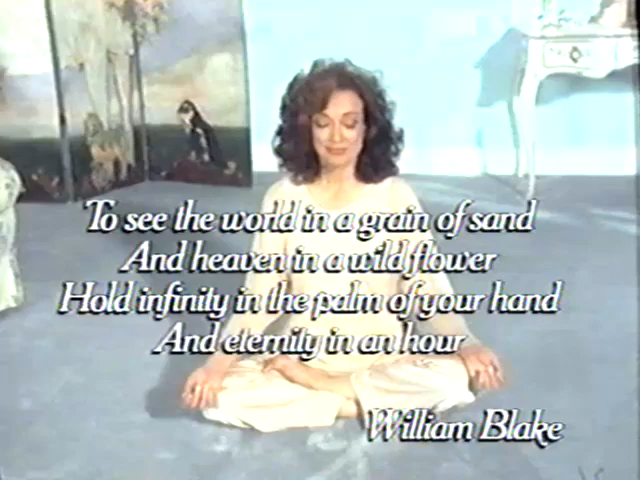 To see the world in a grain of sand
And heaven in a wild flower
Hold infinity in the palm of your hand
And eternity in an hour
William Blake